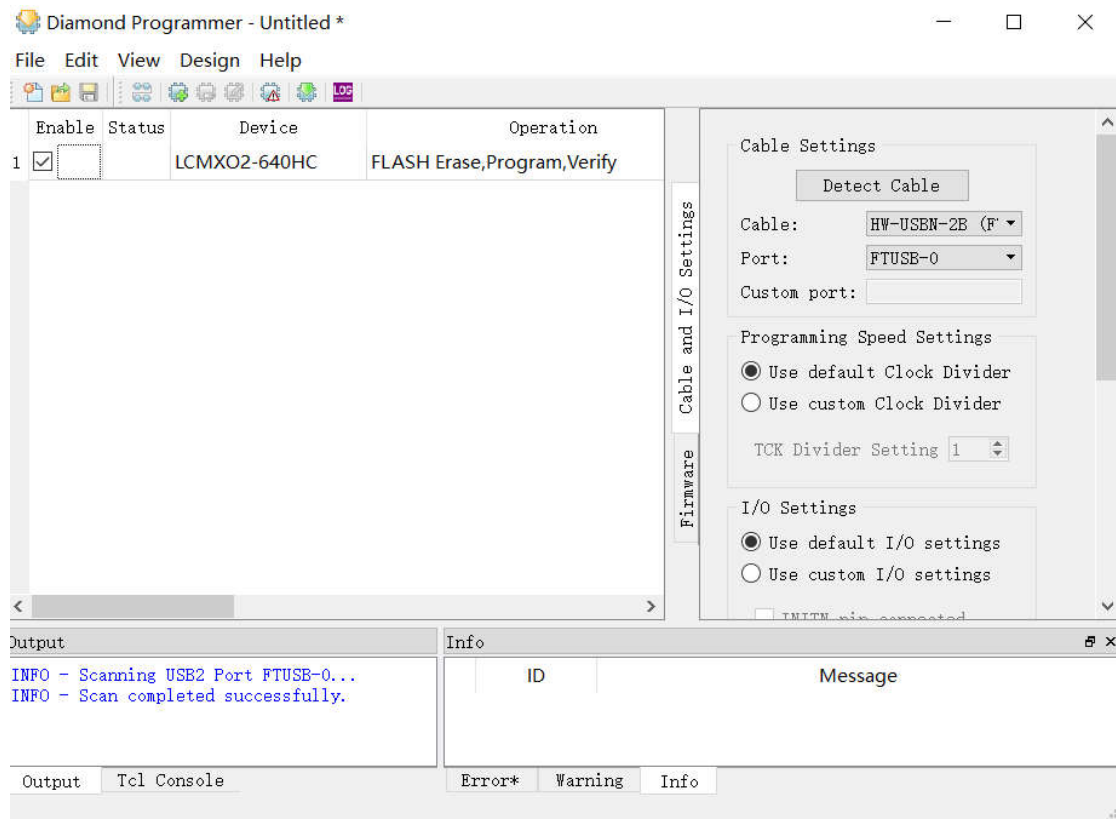 Diamond Programmer - Untitled *
File Edit View Design Help
LOG
Enable Status Device Operation
1 LCMXO2-640HC FLASH Erase,Program,Verify
Cable and I/O Settings
Firmware
Cable Settings
Detect Cable
Cable: HW-USBN-2B (F
Port: FTUSB-0
Custom port:
Programming Speed Settings
Use default Clock Divider
Use custom Clock Divider
TCK Divider Setting 1
I/O Settings
Use default I/O settings
Use custom I/O settings
INITN pin connected
Output
INFO - Scanning USB2 Port FTUSB-0...
INFO - Scan completed successfully.
Output Tcl Console
Info
ID Message
Error* Warning Info